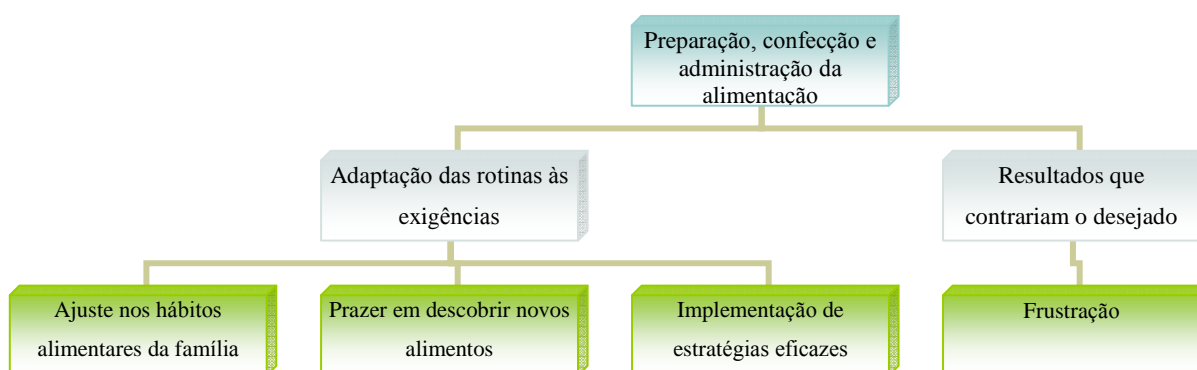 Preparação, confecção e
administração da
alimentação
Adaptação das rotinas às
exigências
Resultados que
contrariam o desejado
Ajuste nos hábitos
alimentares da família
Prazer em descobrir novos
alimentos
Implementação de
estratégias eficazes
Frustração